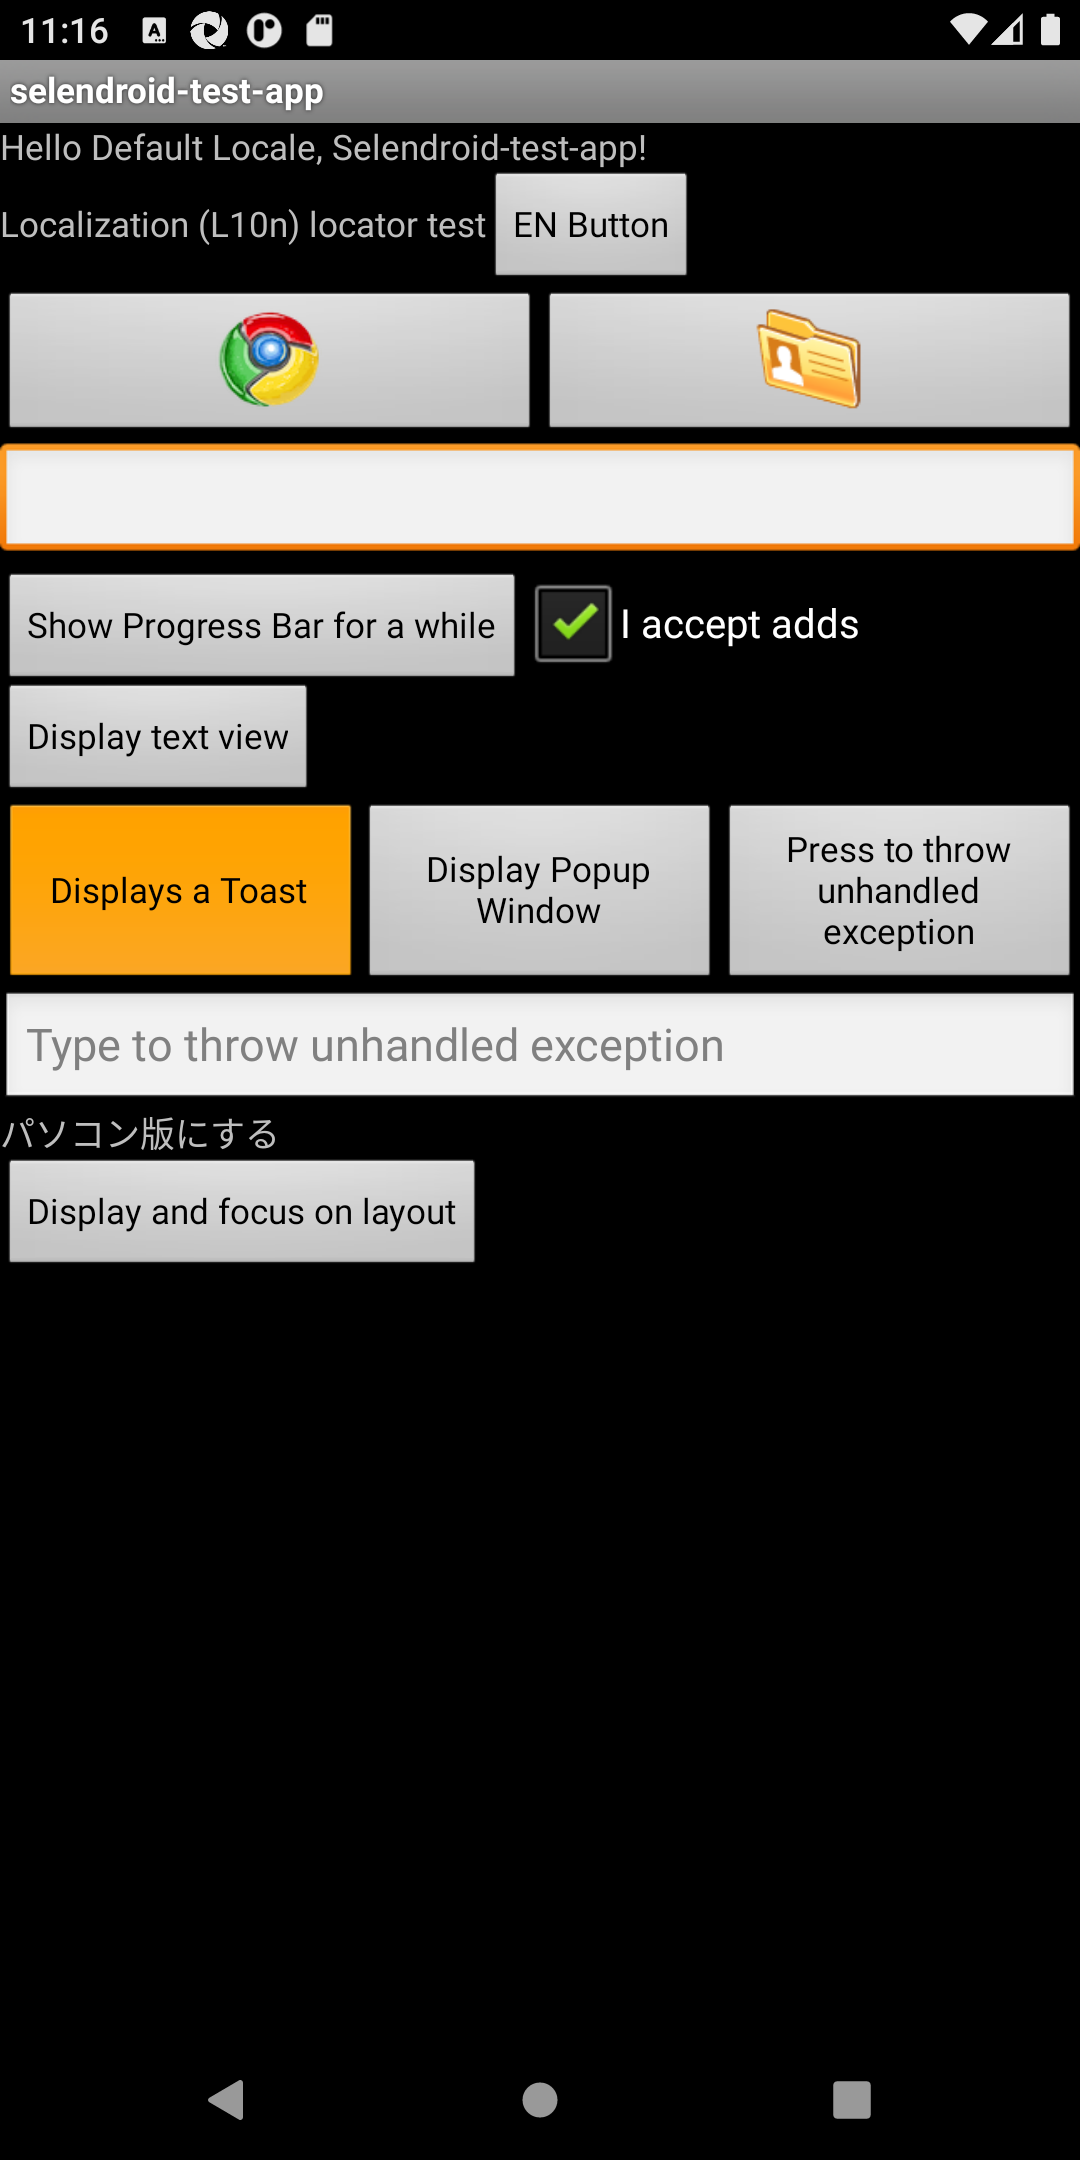 11:16
selendroid-test-app
Hello Default Locale, Selendroid-test-app!
Localization (L10n) locator test
EN Button
Show Progress Bar for a while
I accept adds
Display text view
Displays a Toast
Display Popup
Window
Press to throw
unhandled
exception
Type to throw unhandled exception
パソコン版にする
Display and focus on layout